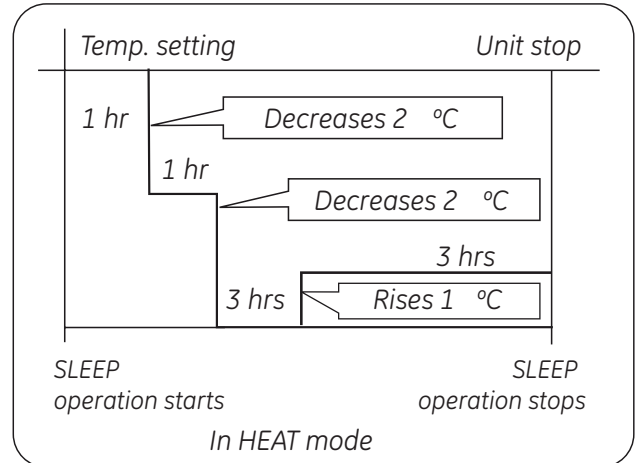 Temp. setting Unit stop
1 hr Decreases 2 ºC
1 hr
Decreases 2 ºC
3 hrs
3 hrs Rises 1 ºC
SLEEP SLEEP
operation starts operation stops
In HEAT mode